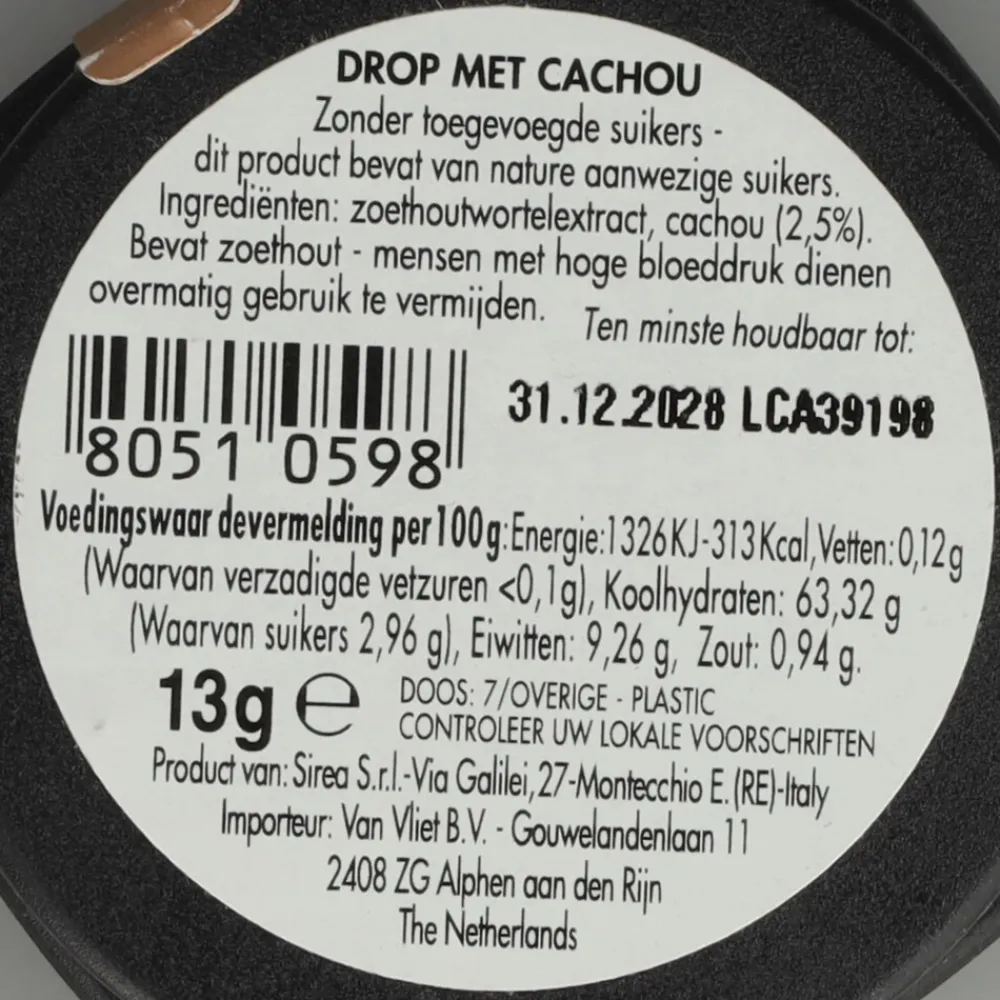 DROP MET CACHOU
Zonder toegevoegde suikers -
dit product bevat van nature aanwezige suikers.
Ingrediënten: zoethoutwortelextract, cachou (2,5%).
Bevat zoethout - mensen met hoge bloeddruk dienen
overmatig gebruik te vermijden.
Ten minste houdbaar tot:
31.12.2028 LCA39198
8051 0598
Voedingswaar devermelding per 100g: Energie: 1326KJ-313Kcal, Vetten: 0,12g
(Waarvan verzadigde vetzuren <0,1g), Koolhydraten: 63,32 g
(Waarvan suikers 2,96 g), Eiwitten: 9,26 g, Zout: 0,94 g.
13g ℮
DOOS: 7/OVERIGE - PLASTIC
CONTROLEER UW LOKALE VOORSCHRIFTEN
Product van: Sirea S.r.l.-Via Galilei, 27-Montecchio E. (RE)-Italy
Importeur: Van Vliet B.V. - Gouwelandenlaan 11
2408 ZG Alphen aan den Rijn
The Netherlands